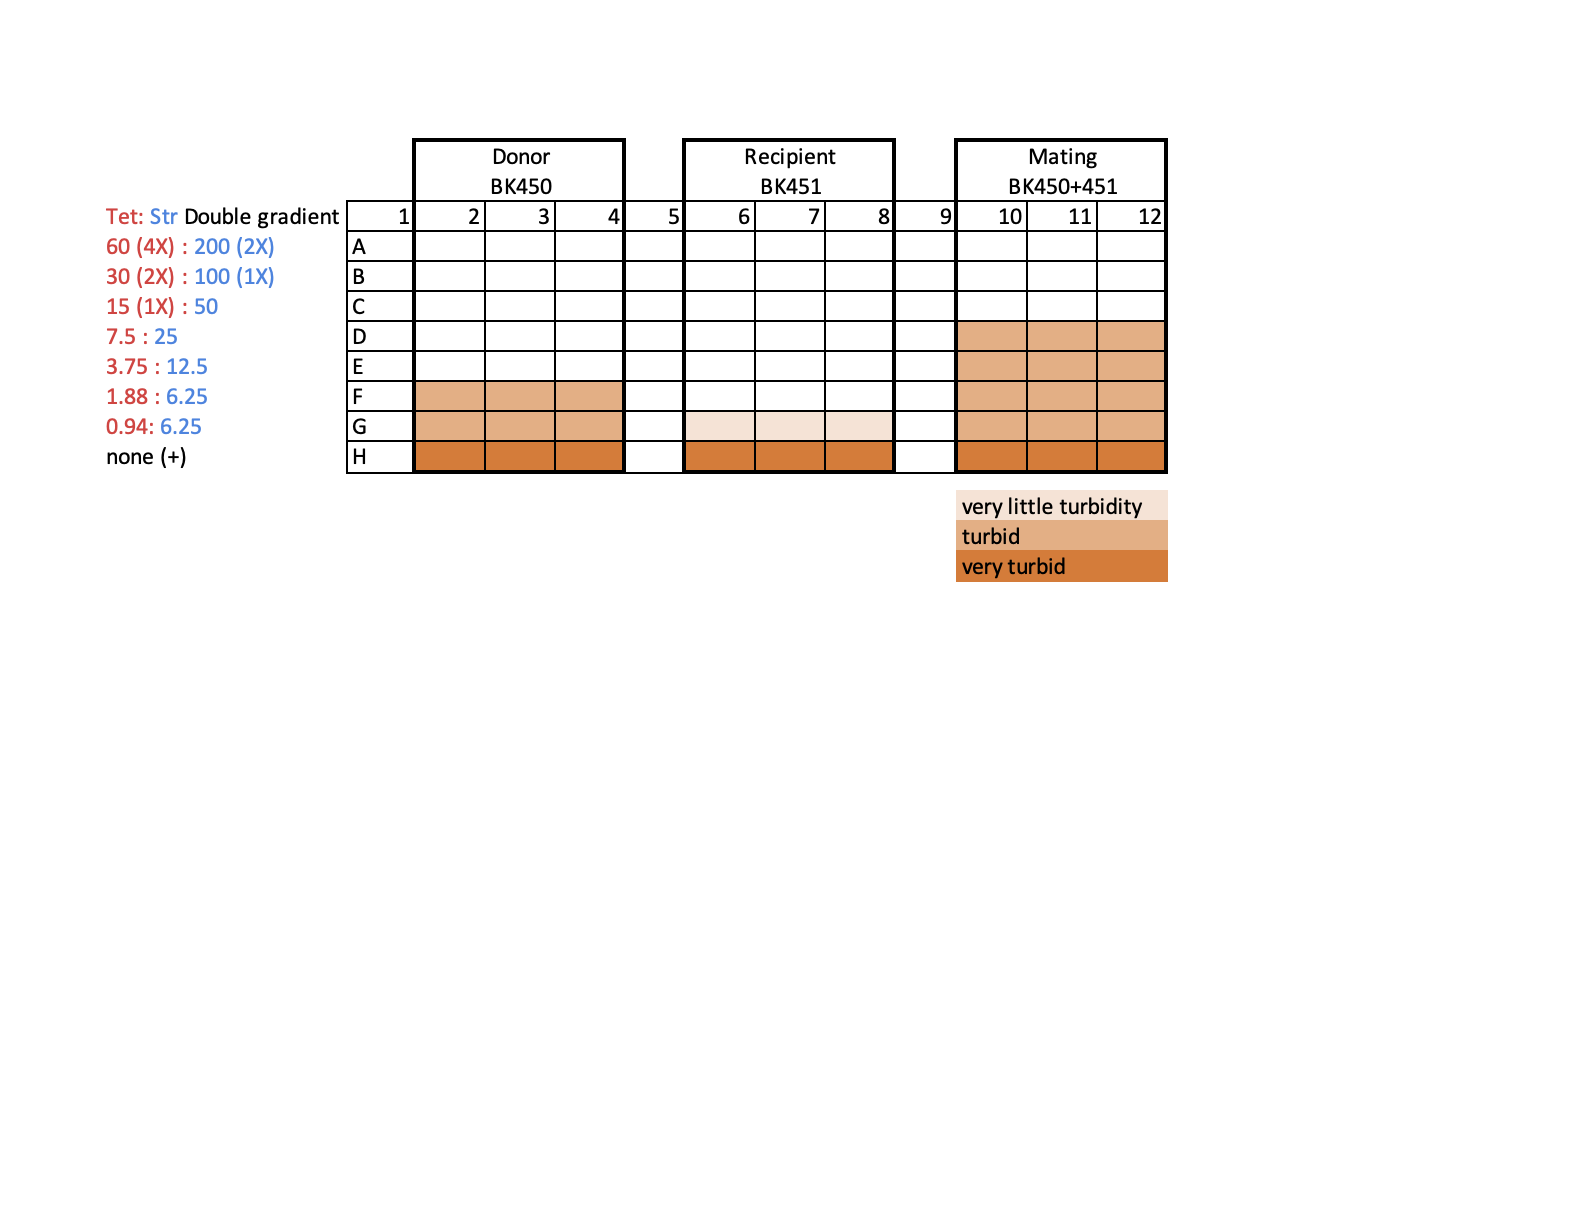 Donor Recipient Mating
BK450 BK451 BK450+451
Tet: Str Double gradient 1 2 3 4 5 6 7 8 9 10 11 12
60 (4X) : 200 (2X) A
30 (2X) : 100 (1X) B
15 (1X) : 50 C
7.5 : 25 D
3.75 : 12.5 E
1.88 : 6.25 F
0.94: 6.25 G
none (+) H
very little turbidity
turbid
very turbid